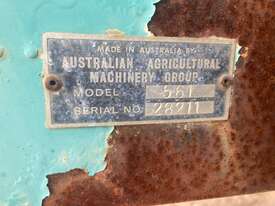 MADE IN AUSTRALIA BY
AUSTRALIAN AGRICULTURAL
MACHINERY GROUP
MODEL 561
SERIAL NO. 28211